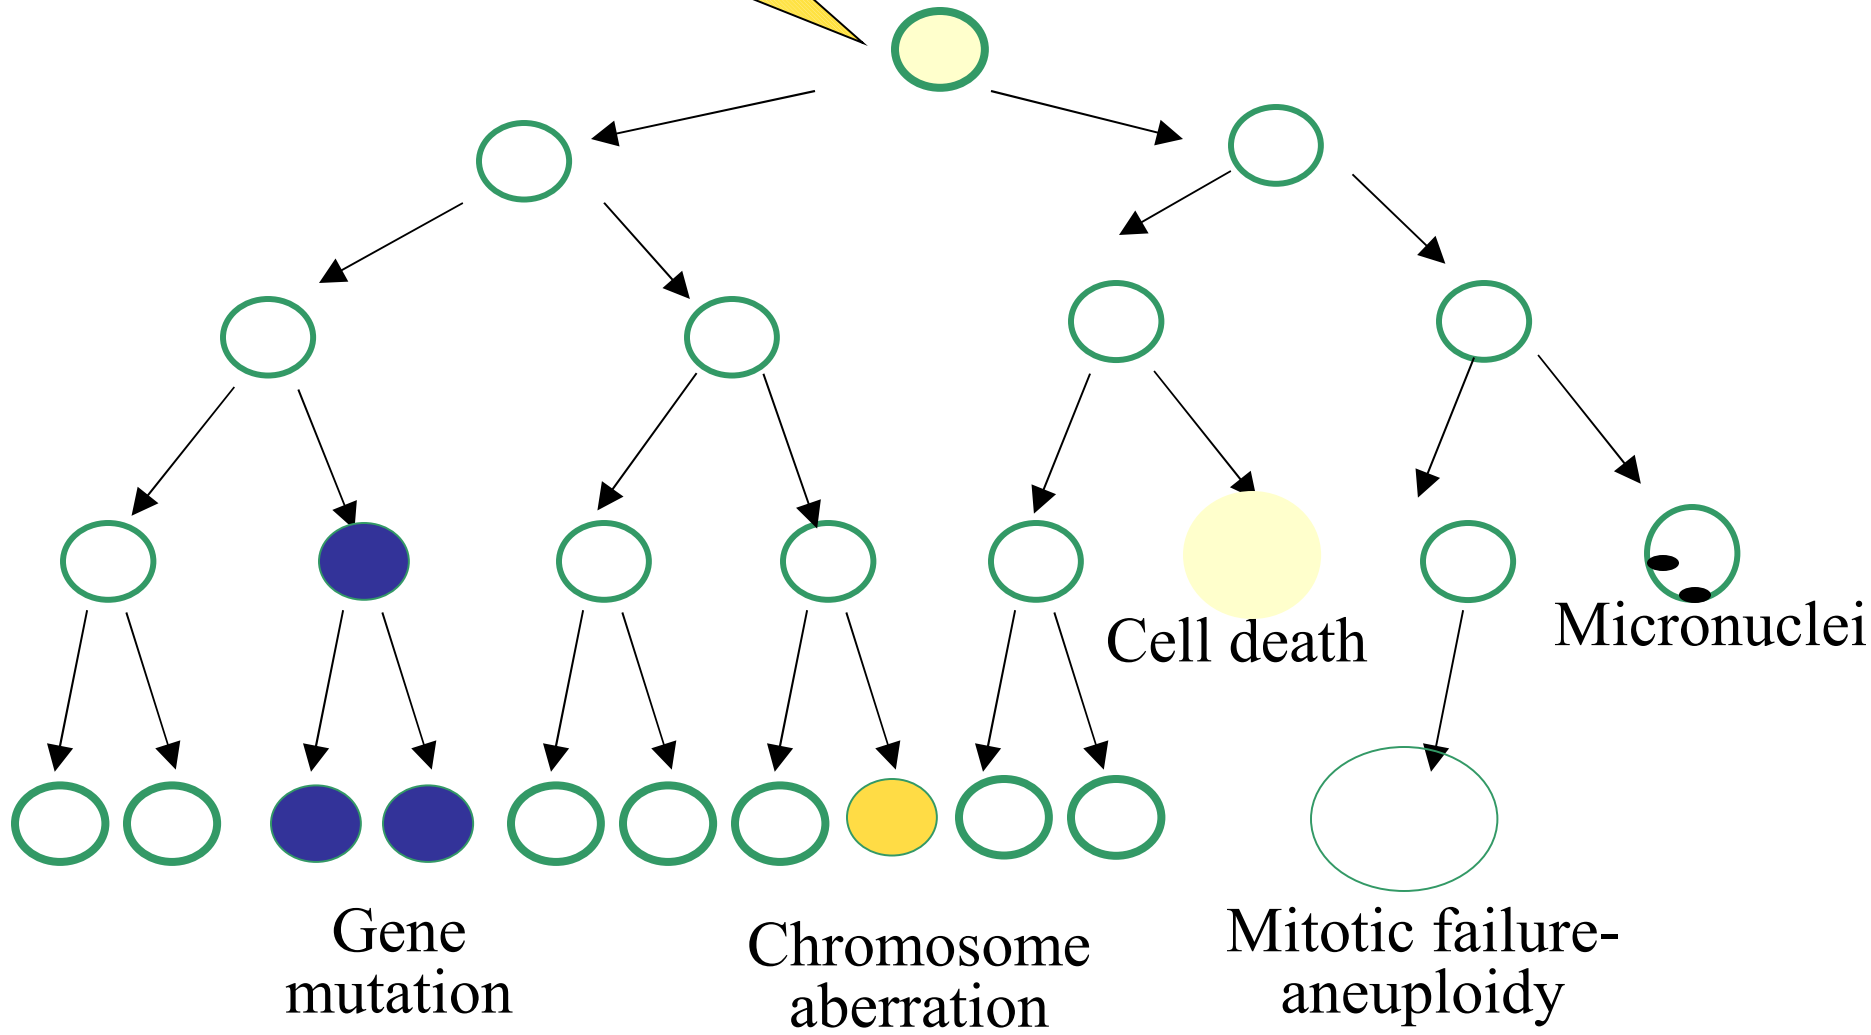 Cell death
Micronuclei
Gene
mutation
Chromosome
aberration
Mitotic failure-
aneuploidy